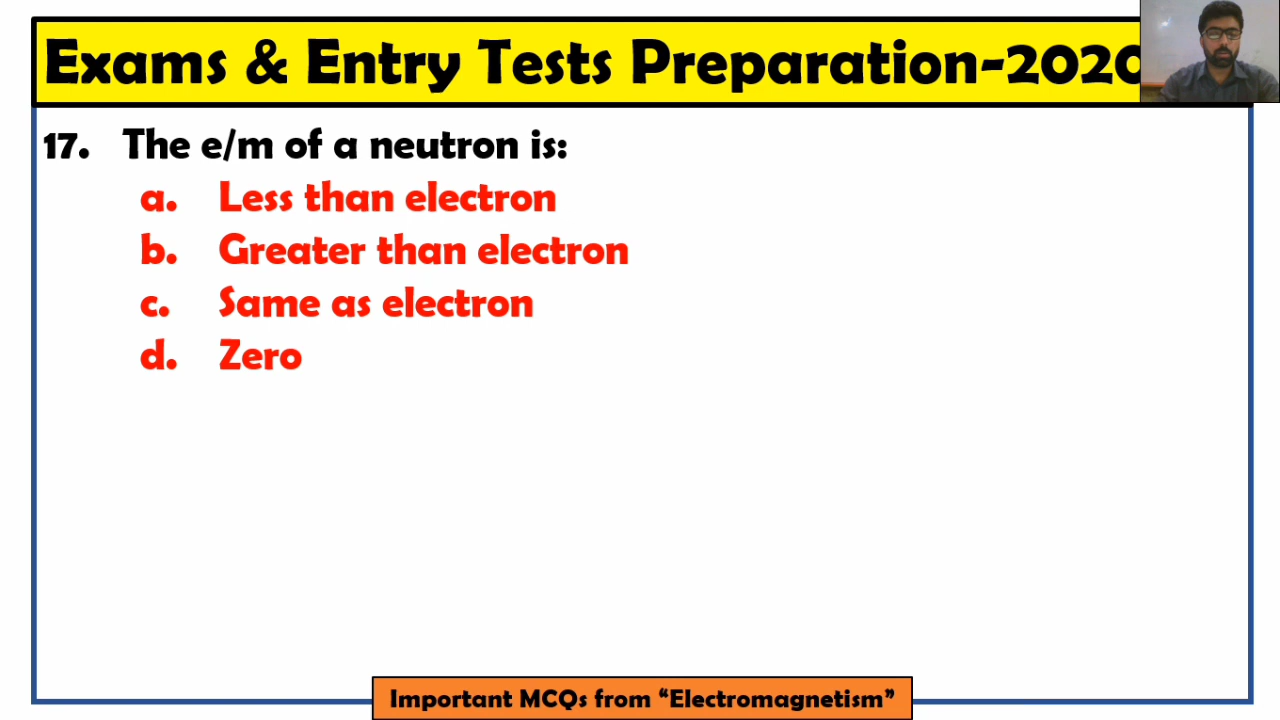 Exams & Entry Tests Preparation-2020
17. The e/m of a neutron is:
a. Less than electron
b. Greater than electron
c. Same as electron
d. Zero
Important MCQs from “Electromagnetism”